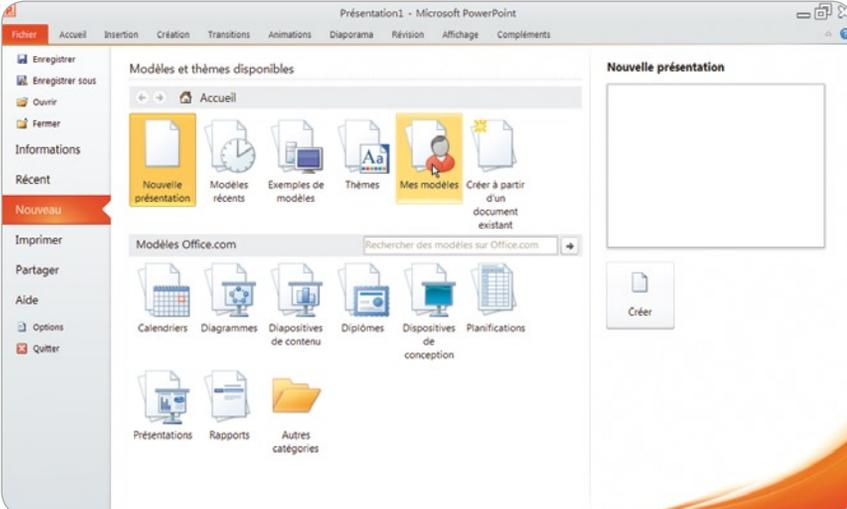 Présentation1 - Microsoft PowerPoint
Fichier Accueil Insertion Création Transitions Animations Diaporama Révision Affichage Compléments
Enregistrer
Enregistrer sous
Ouvrir
Fermer
Informations
Récent
Nouveau
Imprimer
Partager
Aide
Options
Quitter
Modèles et thèmes disponibles
Accueil
Nouvelle
présentation
Modèles
récents
Exemples de
modèles
Aa
Thèmes
Mes modèles
Créer à partir
d'un
document
existant
Modèles Office.com
Rechercher des modèles sur Office.com
Calendriers
Diagrammes
Diapositives
de contenu
Diplômes
Dispositives
de
conception
Planifications
Présentations
Rapports
Autres
catégories
Nouvelle présentation
Créer